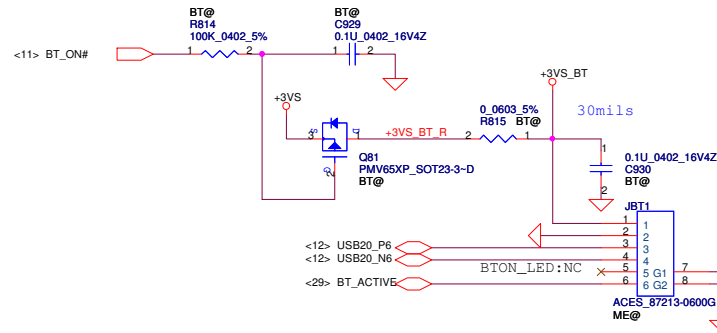 BT@
R814
100K_0402_5%
BT@
C929
0.1U_0402_16V4Z
<11> BT_ON#
1 2
1 2
+3VS
S
D
G
3
1
2
+3VS_BT_R
Q81
PMV65XP_SOT23-3~D
BT@
0_0603_5%
R815 BT@
2 1
+3VS_BT
30mils
1
2
0.1U_0402_16V4Z
C930
BT@
JBT1
1 1
2 2
<12> USB20_P6 3 3
<12> USB20_N6 4 4
BTON_LED:NC 5 5 G1 7
<29> BT_ACTIVE 6 6 G2 8
ACES_87213-0600G
ME@